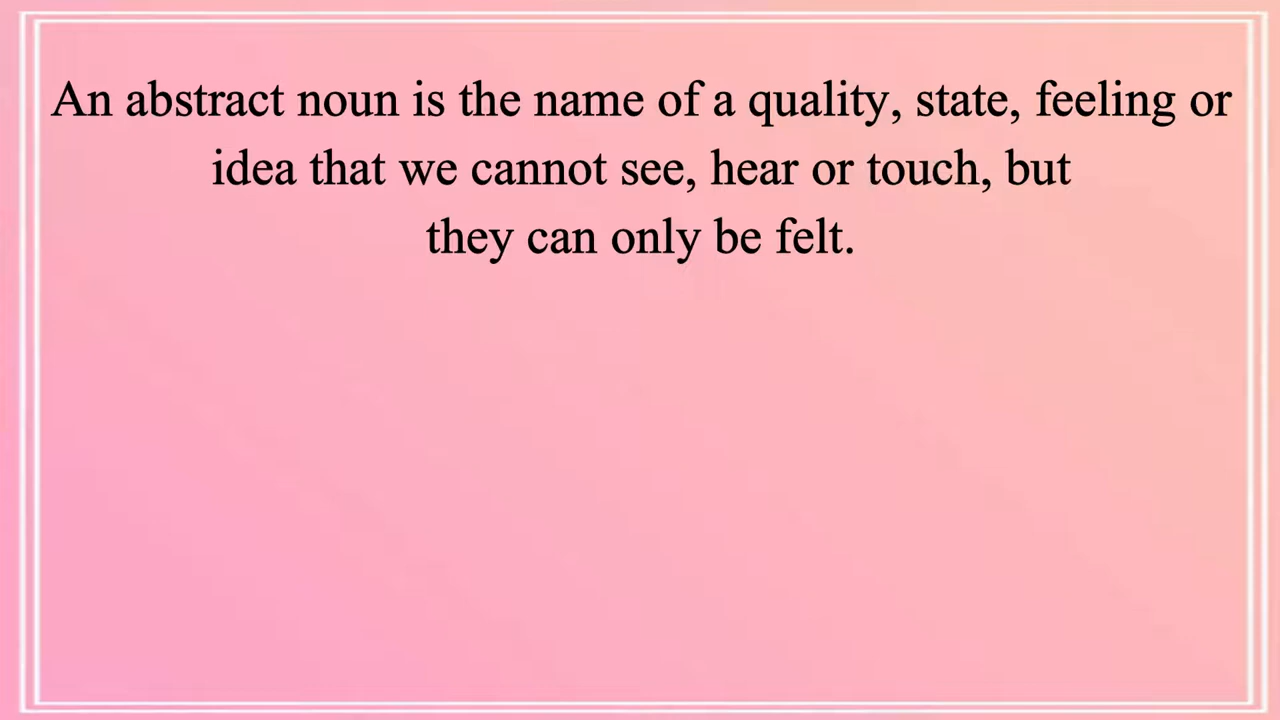 An abstract noun is the name of a quality, state, feeling or
idea that we cannot see, hear or touch, but
they can only be felt.